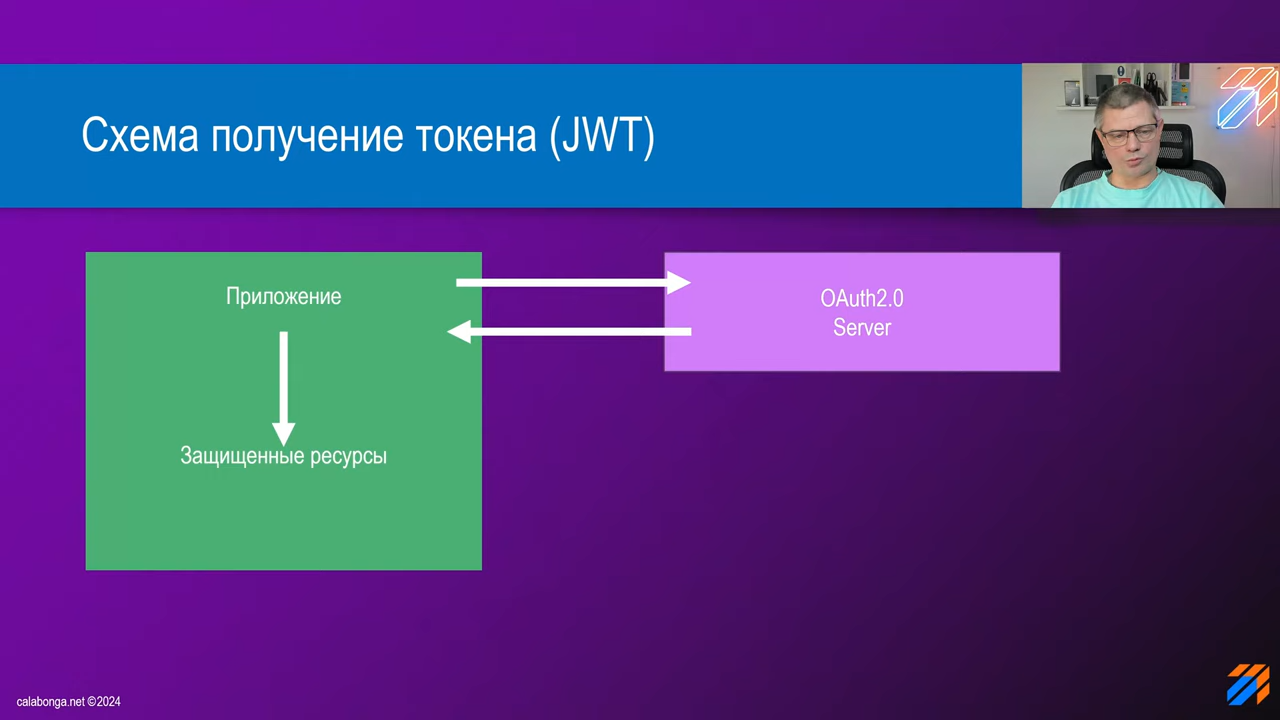 Схема получение токена (JWT)
Приложение
OAuth2.0
Server
Защищенные ресурсы
calabonga.net ©2024